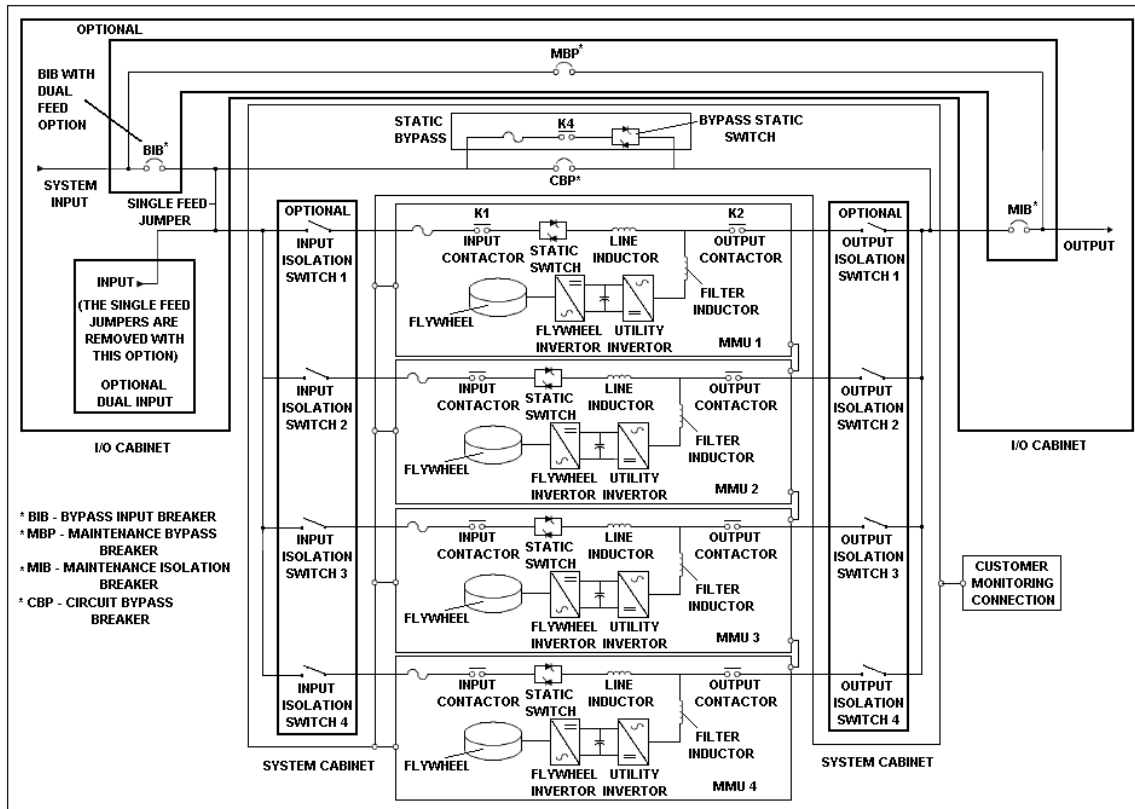 OPTIONAL
MBP*
BIB WITH
DUAL
FEED
OPTION
BIB*
STATIC
BYPASS
K4
BYPASS STATIC
SWITCH
CBP*
SYSTEM
INPUT
SINGLE FEED
JUMPER
MIB*
OUTPUT
INPUT
(THE SINGLE FEED
JUMPERS ARE
REMOVED WITH
THIS OPTION)
OPTIONAL
DUAL INPUT
I/O CABINET
OPTIONAL
INPUT
ISOLATION
SWITCH 1
INPUT
ISOLATION
SWITCH 2
INPUT
ISOLATION
SWITCH 3
INPUT
ISOLATION
SWITCH 4
K1
INPUT
CONTACTOR
STATIC
SWITCH
LINE
INDUCTOR
K2
OUTPUT
CONTACTOR
FLYWHEEL
FLYWHEEL
INVERTOR
UTILITY
INVERTOR
FILTER
INDUCTOR
MMU 1
INPUT
CONTACTOR
STATIC
SWITCH
LINE
INDUCTOR
OUTPUT
CONTACTOR
FLYWHEEL
FLYWHEEL
INVERTOR
UTILITY
INVERTOR
FILTER
INDUCTOR
MMU 2
INPUT
CONTACTOR
STATIC
SWITCH
LINE
INDUCTOR
OUTPUT
CONTACTOR
FLYWHEEL
FLYWHEEL
INVERTOR
UTILITY
INVERTOR
FILTER
INDUCTOR
MMU 3
INPUT
CONTACTOR
STATIC
SWITCH
LINE
INDUCTOR
OUTPUT
CONTACTOR
FLYWHEEL
FLYWHEEL
INVERTOR
UTILITY
INVERTOR
FILTER
INDUCTOR
MMU 4
OPTIONAL
OUTPUT
ISOLATION
SWITCH 1
OUTPUT
ISOLATION
SWITCH 2
OUTPUT
ISOLATION
SWITCH 3
OUTPUT
ISOLATION
SWITCH 4
I/O CABINET
CUSTOMER
MONITORING
CONNECTION
* BIB - BYPASS INPUT BREAKER
* MBP - MAINTENANCE BYPASS
BREAKER
* MIB - MAINTENANCE ISOLATION
BREAKER
* CBP - CIRCUIT BYPASS
BREAKER
SYSTEM CABINET
SYSTEM CABINET